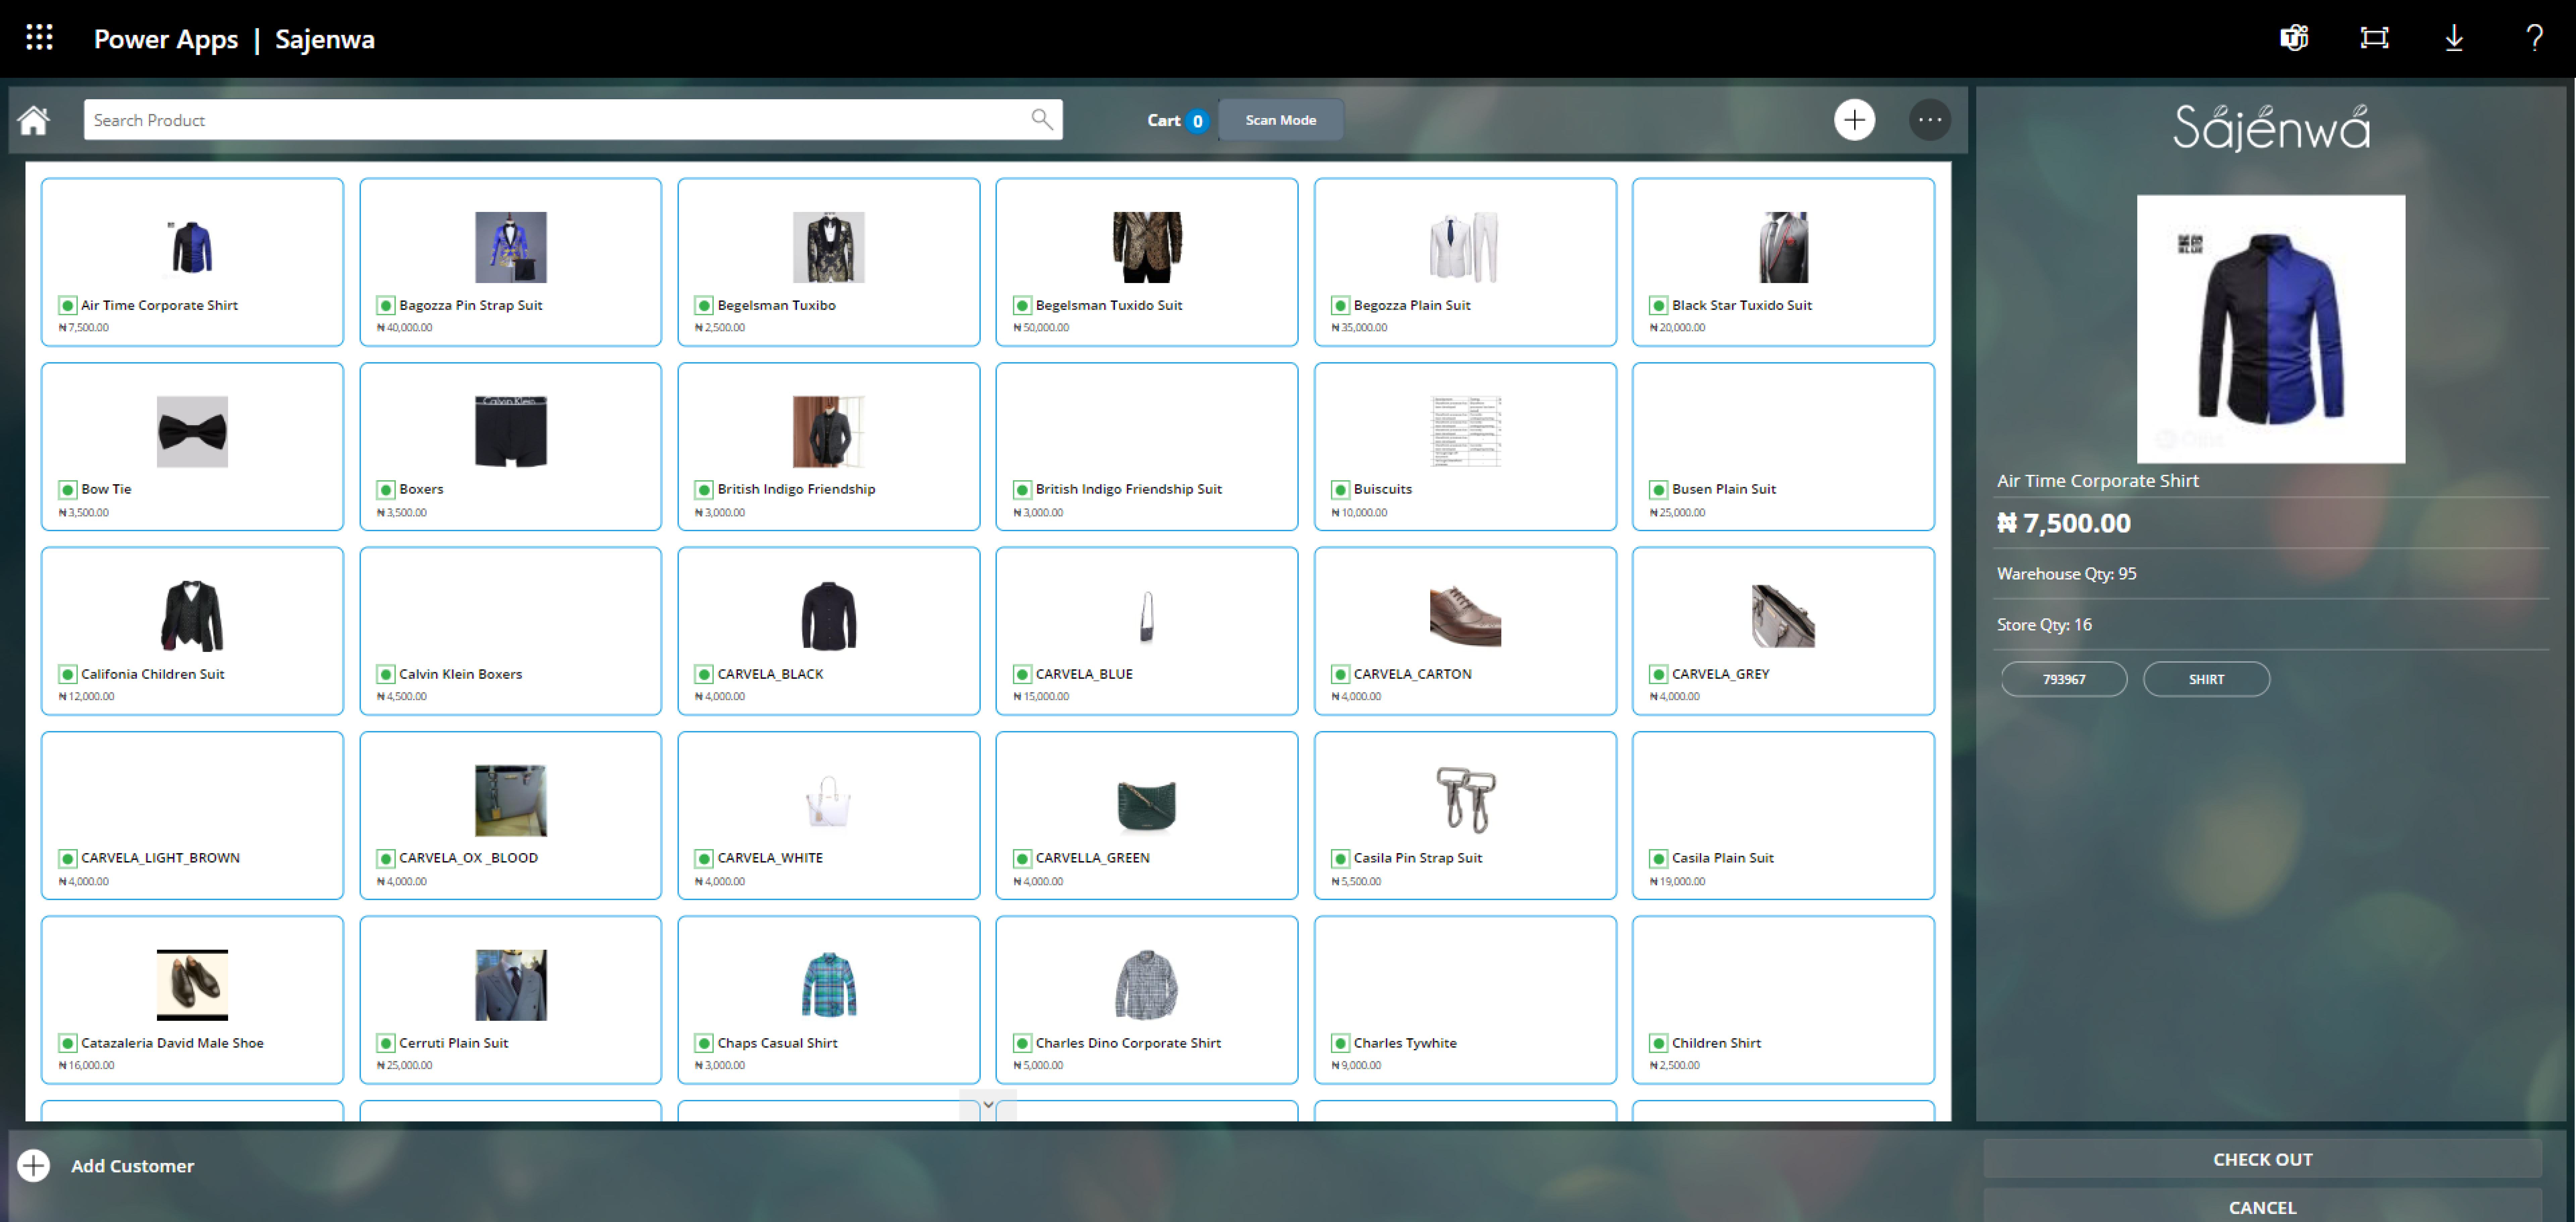 Power Apps | Sajenwa
Search Product
Cart 0
Scan Mode
Sajenwa
Air Time Corporate Shirt
₦ 7,500.00
Bagozza Pin Strap Suit
₦ 40,000.00
Begelsman Tuxibo
₦ 2,500.00
Begelsman Tuxido Suit
₦ 50,000.00
Begozza Plain Suit
₦ 35,000.00
Black Star Tuxido Suit
₦ 20,000.00
Bow Tie
₦ 3,500.00
Calvin Klein
Boxers
₦ 3,500.00
British Indigo Friendship
₦ 3,000.00
British Indigo Friendship Suit
₦ 3,000.00
Buiscuits
₦ 10,000.00
Busen Plain Suit
₦ 25,000.00
Califonia Children Suit
₦ 12,000.00
Calvin Klein Boxers
₦ 4,500.00
CARVELA_BLACK
₦ 4,000.00
CARVELA_BLUE
₦ 15,000.00
CARVELA_CARTON
₦ 4,000.00
CARVELA_GREY
₦ 4,000.00
CARVELA_LIGHT_BROWN
₦ 4,000.00
CARVELA_OX _BLOOD
₦ 4,000.00
CARVELA_WHITE
₦ 4,000.00
CARVELLA_GREEN
₦ 4,000.00
Casila Pin Strap Suit
₦ 5,500.00
Casila Plain Suit
₦ 19,000.00
Catazaleria David Male Shoe
₦ 16,000.00
Cerruti Plain Suit
₦ 25,000.00
Chaps Casual Shirt
₦ 3,000.00
Charles Dino Corporate Shirt
₦ 5,000.00
Charles Tywhite
₦ 9,000.00
Children Shirt
₦ 2,500.00
Air Time Corporate Shirt
₦ 7,500.00
Warehouse Qty: 95
Store Qty: 16
793967
SHIRT
Add Customer
CHECK OUT
CANCEL